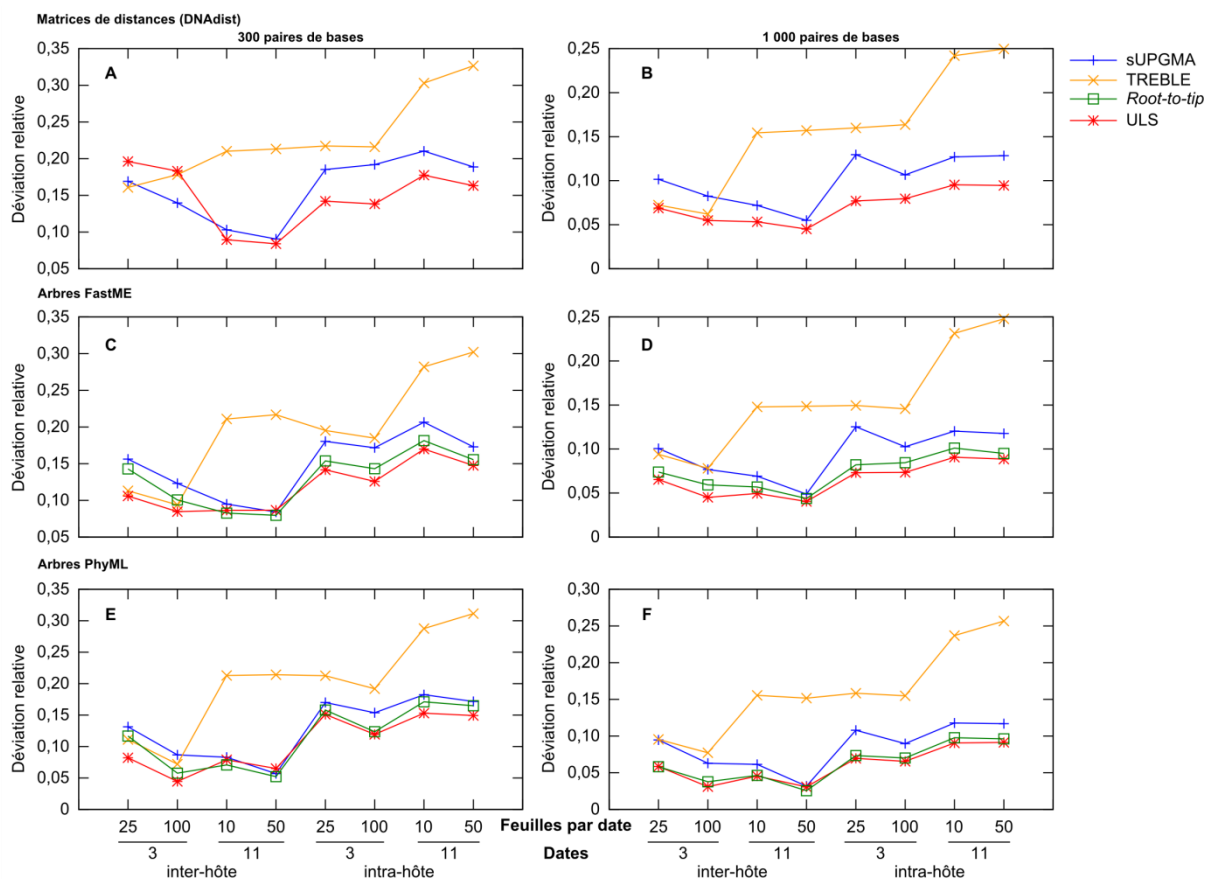 Matrices de distances (DNAdist)
300 paires de bases
1 000 paires de bases
A
Déviation relative
0,35
0,30
0,25
0,20
0,15
0,10
0,05
B
Déviation relative
0,25
0,20
0,15
0,10
0,05
0
sUPGMA
TREBLE
Root-to-tip
ULS
Arbres FastME
C
Déviation relative
0,35
0,30
0,25
0,20
0,15
0,10
0,05
D
Déviation relative
0,25
0,20
0,15
0,10
0,05
0
Arbres PhyML
E
Déviation relative
0,35
0,30
0,25
0,20
0,15
0,10
0,05
0
F
Déviation relative
0,30
0,25
0,20
0,15
0,10
0,05
0
25 100 10 50 25 100 10 50 Feuilles par date 25 100 10 50 25 100 10 50
3 11 3 11 Dates 3 11 3 11
inter-hôte intra-hôte inter-hôte intra-hôte